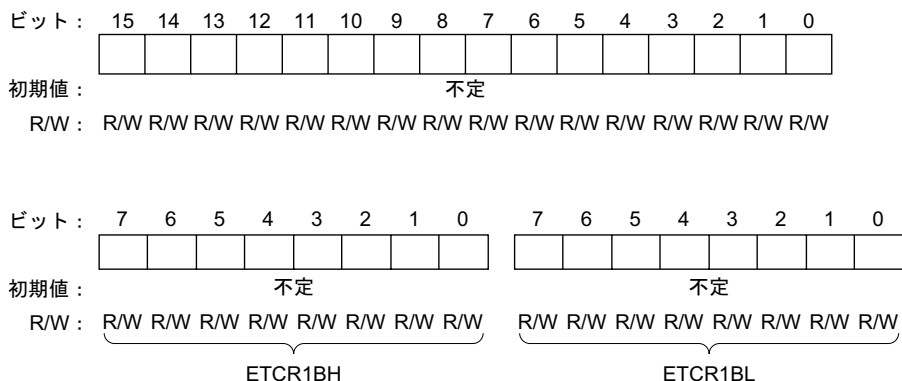 ビット： 15 14 13 12 11 10 9 8 7 6 5 4 3 2 1 0
初期値： 不定
R/W： R/W R/W R/W R/W R/W R/W R/W R/W R/W R/W R/W R/W R/W R/W R/W R/W
ビット： 7 6 5 4 3 2 1 0 7 6 5 4 3 2 1 0
初期値： 不定 不定
R/W： R/W R/W R/W R/W R/W R/W R/W R/W R/W R/W R/W R/W R/W R/W R/W R/W
ETCR1BH ETCR1BL